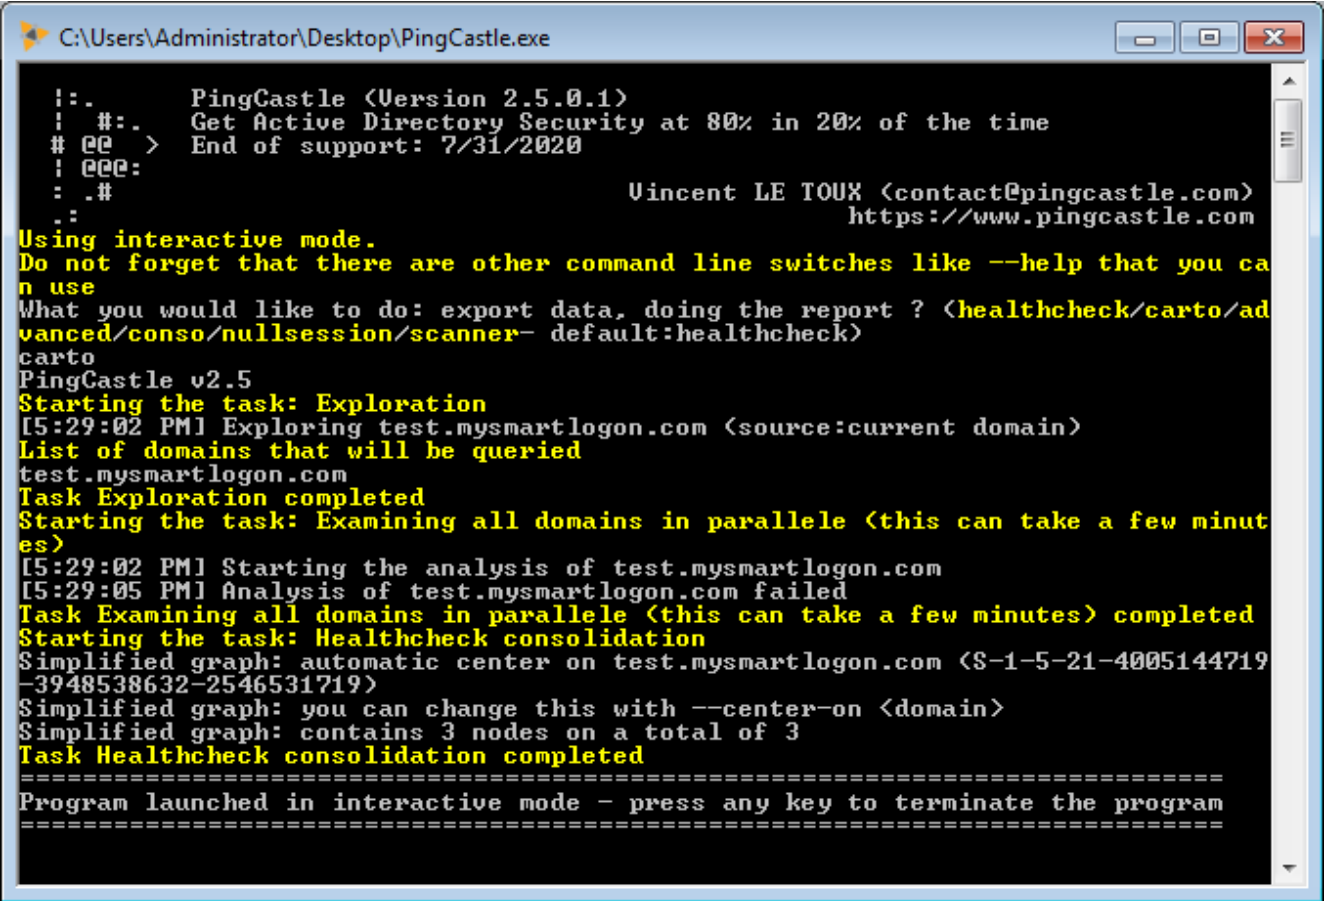 C:\Users\Administrator\Desktop\PingCastle.exe
|:.      PingCastle (Version 2.5.0.1)
|  #:.   Get Active Directory Security at 80% in 20% of the time
# @@  >  End of support: 7/31/2020
| @@@:
: .#                                 Vincent LE TOUX (contact@pingcastle.com)
.:                                                 https://www.pingcastle.com
Using interactive mode.
Do not forget that there are other command line switches like --help that you ca
n use
What you would like to do: export data, doing the report ? (healthcheck/carto/ad
vanced/conso/nullsession/scanner- default:healthcheck)
carto
PingCastle v2.5
Starting the task: Exploration
[5:29:02 PM] Exploring test.mysmartlogon.com (source:current domain)
List of domains that will be queried
test.mysmartlogon.com
Task Exploration completed
Starting the task: Examining all domains in parallele (this can take a few minut
es)
[5:29:02 PM] Starting the analysis of test.mysmartlogon.com
[5:29:05 PM] Analysis of test.mysmartlogon.com failed
Task Examining all domains in parallele (this can take a few minutes) completed
Starting the task: Healthcheck consolidation
Simplified graph: automatic center on test.mysmartlogon.com (S-1-5-21-4005144719
-3948538632-2546531719)
Simplified graph: you can change this with --center-on <domain>
Simplified graph: contains 3 nodes on a total of 3
Task Healthcheck consolidation completed
=============================================================================
Program launched in interactive mode - press any key to terminate the program
=============================================================================